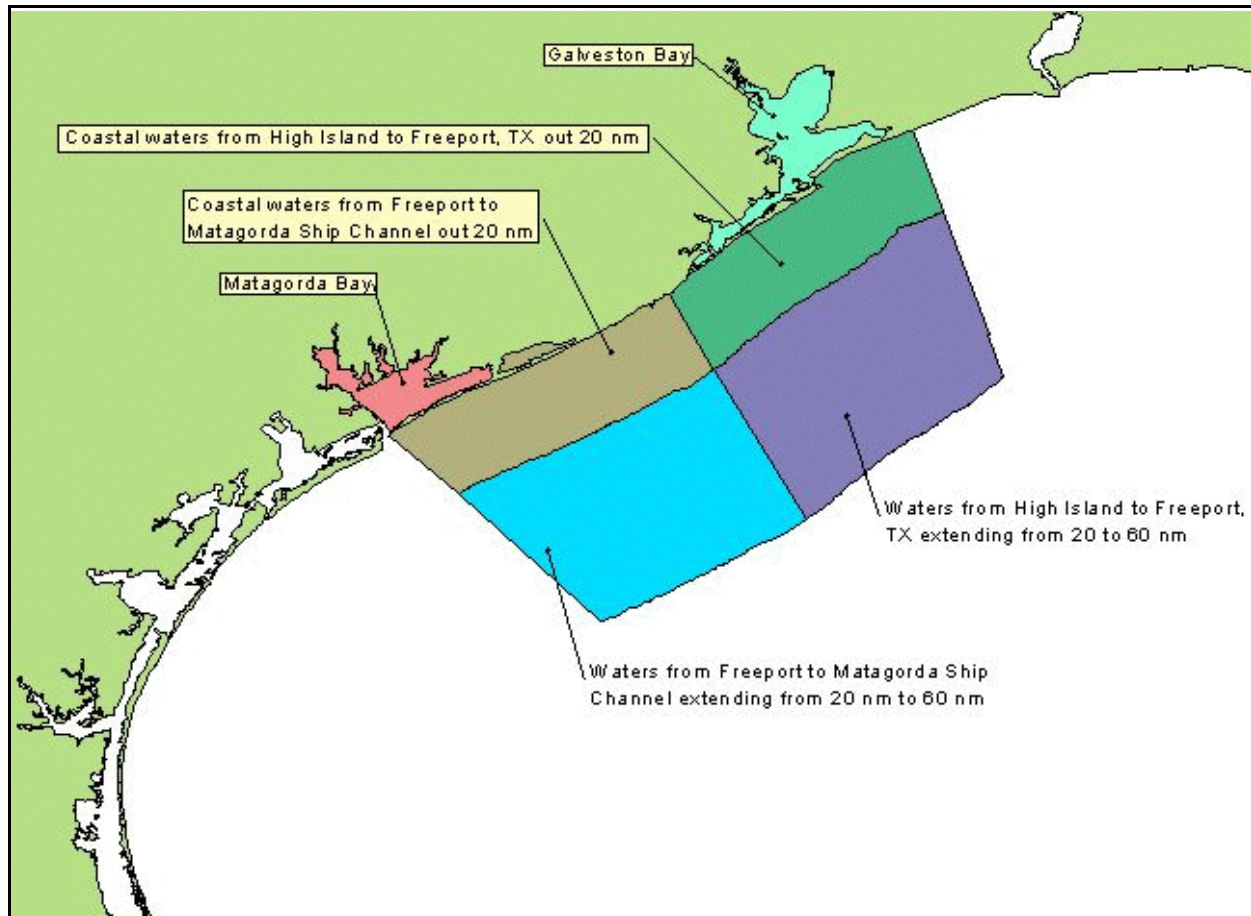 Galveston Bay
Coastal waters from High Island to Freeport, TX out 20 nm
Coastal waters from Freeport to
Matagorda Ship Channel out 20 nm
Matagorda Bay
Waters from High Island to Freeport,
TX extending from 20 to 60 nm
Waters from Freeport to Matagorda Ship
Channel extending from 20 nm to 60 nm